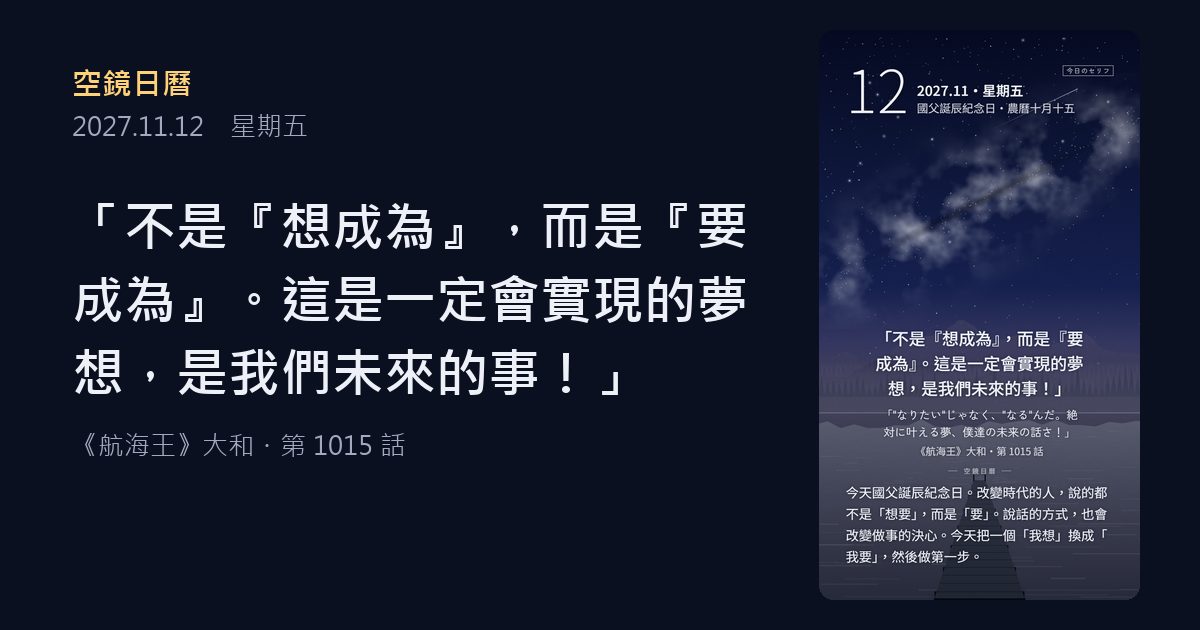 空鏡日曆
2027.11.12 星期五
「不是『想成為』，而是『要
成為』。這是一定會實現的夢
想，是我們未來的事！」
《航海王》大和・第 1015 話
今日のセリフ
12
2027.11・星期五
國父誕辰紀念日・農曆十月十五
「不是『想成為』，而是『要
成為』。這是一定會實現的夢
想，是我們未來的事！」
「"なりたい"じゃなく、"なる"んだ。絶
対に叶える夢、僕達の未来の話さ！」
《航海王》大和・第 1015 話
— 空鏡日曆 —
今天國父誕辰紀念日。改變時代的人，說的都
不是「想要」，而是「要」。說話的方式，也會
改變做事的決心。今天把一個「我想」換成「
我要」，然後做第一步。